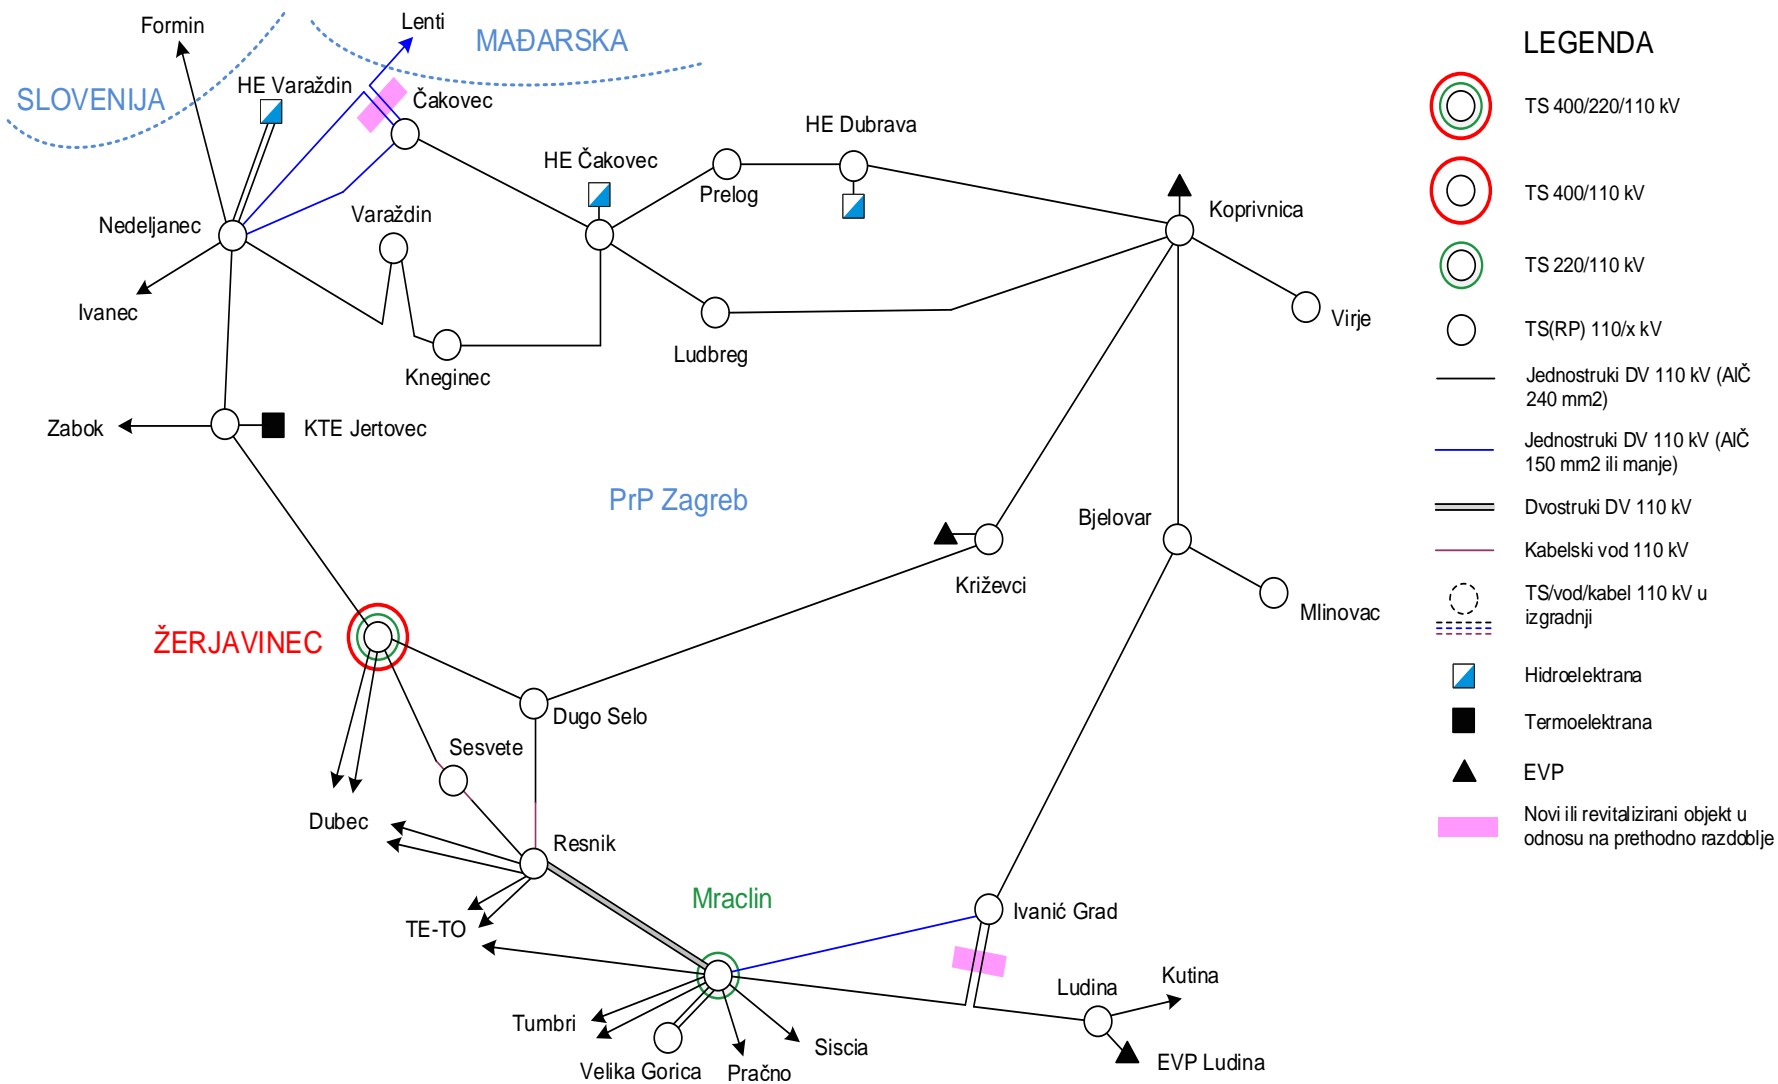 Formin
Lenti
MAĐARSKA
SLOVENIJA
HE Varaždin
Čakovec
HE Dubrava
HE Čakovec
Prelog
Varaždin
Nedeljanec
Koprivnica
Ivanec
Virje
Ludbreg
Kneginec
Zabok
KTE Jertovec
PrP Zagreb
Bjelovar
Križevci
Mlinovac
ŽERJAVINEC
Dugo Selo
Sesvete
Dubec
Resnik
Mraclin
Ivanić Grad
TE-TO
Kutina
Ludina
Tumbri
Siscia
EVP Ludina
Velika Gorica
Pračno
LEGENDA
TS 400/220/110 kV
TS 400/110 kV
TS 220/110 kV
TS(RP) 110/x kV
Jednostruki DV 110 kV (AlČ
240 mm2)
Jednostruki DV 110 kV (AlČ
150 mm2 ili manje)
Dvostruki DV 110 kV
Kabelski vod 110 kV
TS/vod/kabel 110 kV u
izgradnji
Hidroelektrana
Termoelektrana
EVP
Novi ili revitalizirani objekt u
odnosu na prethodno razdoblje